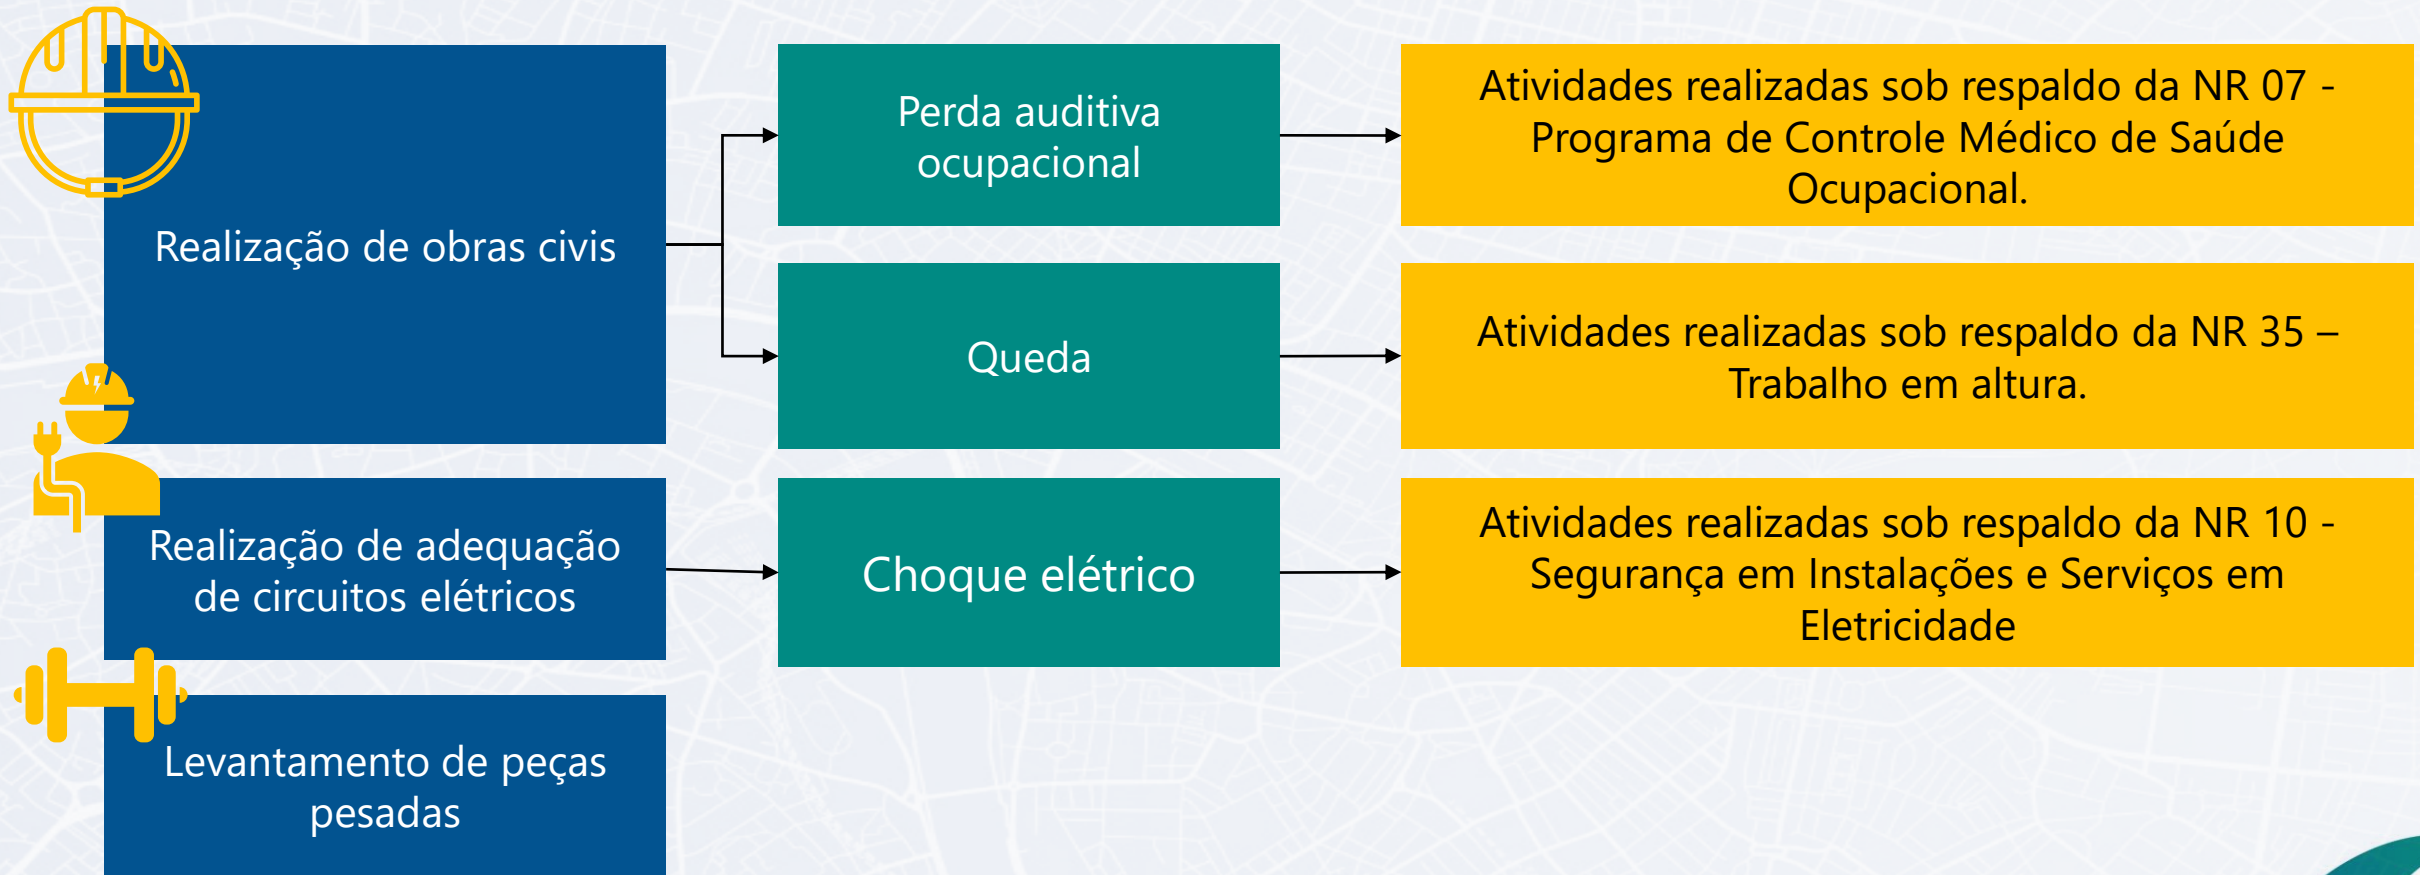 Realização de obras civis
Perda auditiva
ocupacional
Atividades realizadas sob respaldo da NR 07 -
Programa de Controle Médico de Saúde
Ocupacional.
Queda
Atividades realizadas sob respaldo da NR 35 –
Trabalho em altura.
Realização de adequação
de circuitos elétricos
Choque elétrico
Atividades realizadas sob respaldo da NR 10 -
Segurança em Instalações e Serviços em
Eletricidade
Levantamento de peças
pesadas